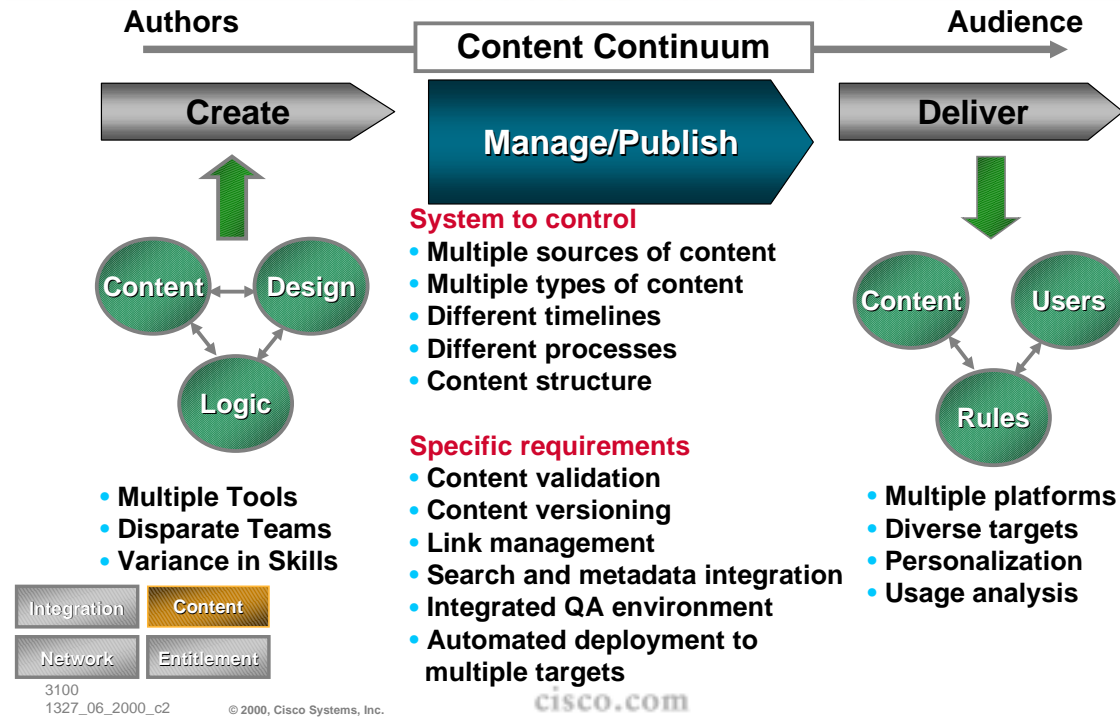 Authors
Content Continuum
Audience
Create
Manage/Publish
Deliver
Content
Design
Logic
• Multiple Tools
• Disparate Teams
• Variance in Skills
System to control
• Multiple sources of content
• Multiple types of content
• Different timelines
• Different processes
• Content structure
Specific requirements
• Content validation
• Content versioning
• Link management
• Search and metadata integration
• Integrated QA environment
• Automated deployment to
multiple targets
Content
Users
Rules
• Multiple platforms
• Diverse targets
• Personalization
• Usage analysis
Integration
Content
Network
Entitlement
3100
1327_06_2000_c2
© 2000, Cisco Systems, Inc.
cisco.com